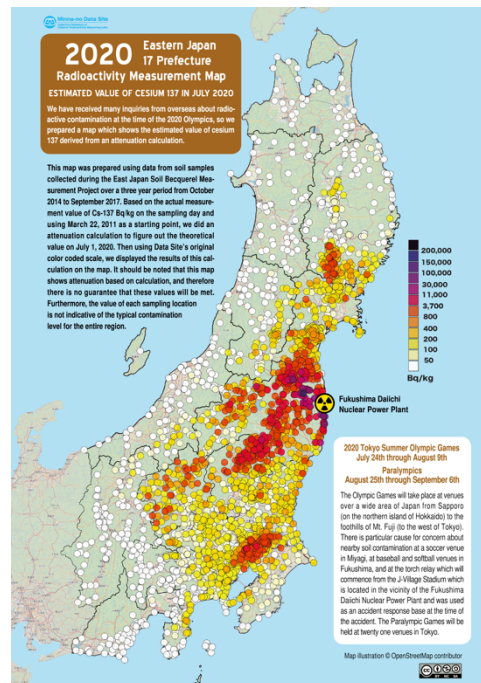 Minna-no Data Site
2020
Eastern Japan
17 Prefecture
Radioactivity Measurement Map
ESTIMATED VALUE OF CESIUM 137 IN JULY 2020
We have received many inquiries from overseas about radio-
active contamination at the time of the 2020 Olympics, so we
prepared a map which shows the estimated value of cesium
137 derived from an attenuation calculation.
This map was prepared using data from soil samples
collected during the East Japan Soil Becquerel Mea-
surement Project over a three year period from October
2014 to September 2017. Based on the actual measure-
ment value of Cs-137 Bq/kg on the sampling day and
using March 22, 2011 as a starting point, we did an
attenuation calculation to figure out the theoretical
value on July 1, 2020. Then using Data Site's original
color coded scale, we displayed the results of this cal-
culation on the map. It should be noted that this map
shows attenuation based on calculation, and therefore
there is no guarantee that these values will be met.
Furthermore, the value of each sampling location
is not indicative of the typical contamination
level for the entire region.
200,000
150,000
100,000
30,000
11,000
3,700
800
400
200
100
50
Bq/kg
Fukushima Daiichi
Nuclear Power Plant
2020 Tokyo Summer Olympic Games
July 24th through August 9th
Paralympics
August 25th through September 6th
The Olympic Games will take place at venues
over a wide area of Japan from Sapporo
(on the northern island of Hokkaido) to the
foothills of Mt. Fuji (to the west of Tokyo).
There is particular cause for concern about
nearby soil contamination at a soccer venue
in Miyagi, at baseball and softball venues in
Fukushima, and at the torch relay which will
commence from the J-Village Stadium which
is located in the vicinity of the Fukushima
Daiichi Nuclear Power Plant and was used
as an accident response base at the time of
the accident. The Paralympic Games will be
held at twenty one venues in Tokyo.
Map illustration © OpenStreetMap contributor
CC BY NC SA